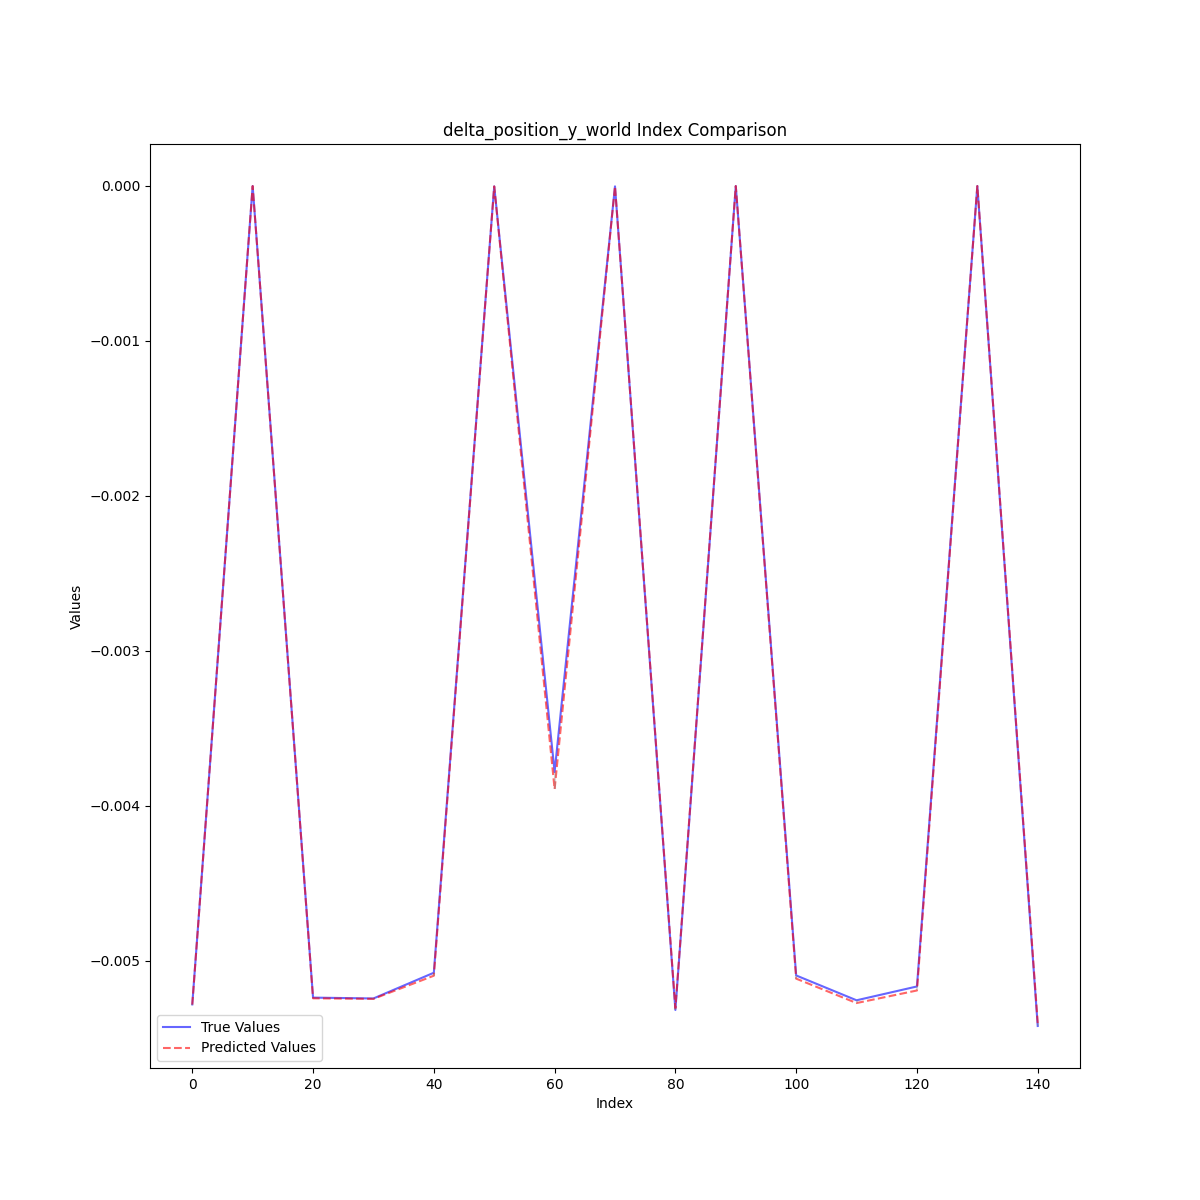 delta_position_y_world Index Comparison
0.000
−0.001
−0.002
−0.003
−0.004
−0.005
Values
True Values
Predicted Values
0 20 40 60 80 100 120 140
Index